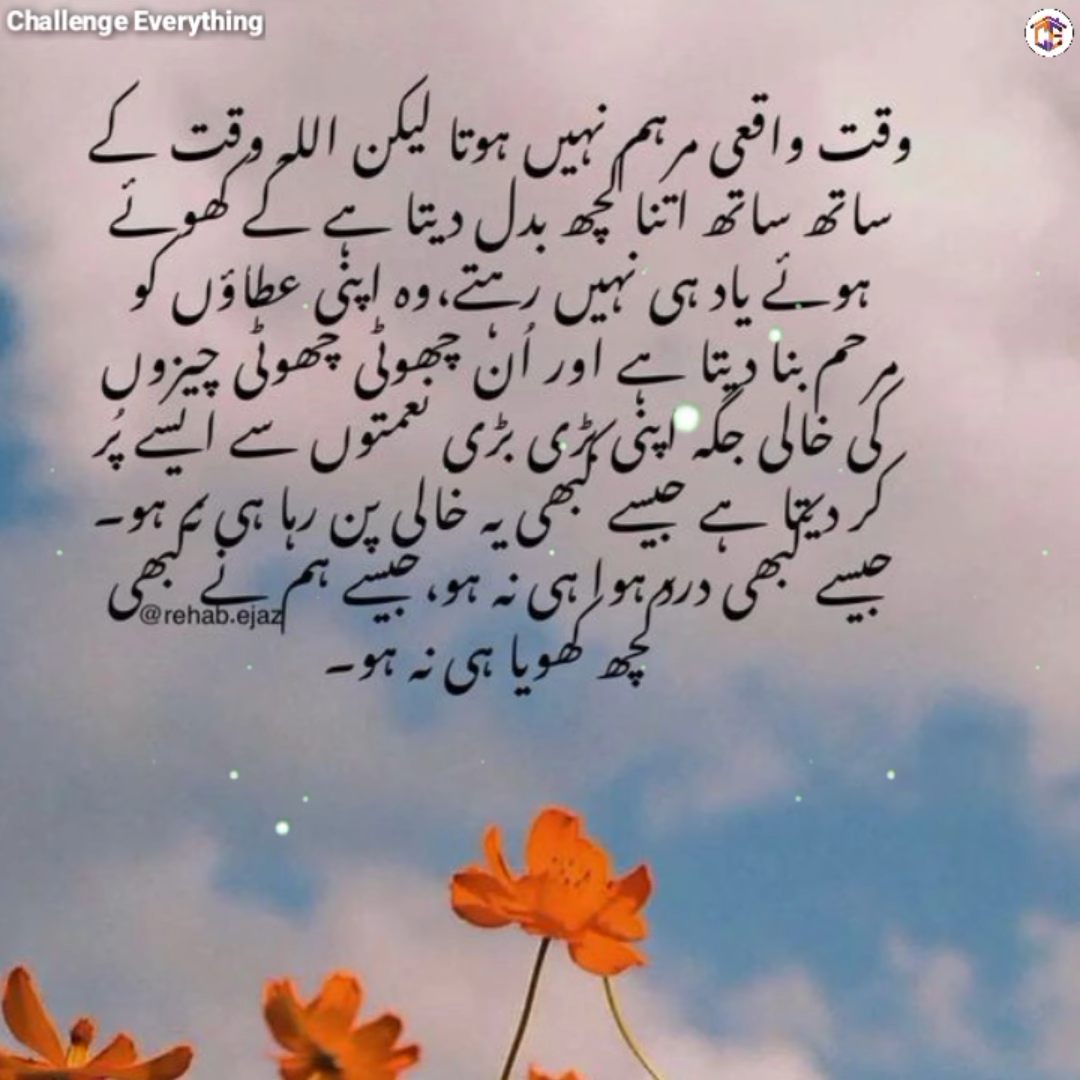 Challenge Everything
وقت واقعی مرہم نہیں ہوتا لیکن اللہ وقت کے
ساتھ ساتھ اتنا کچھ بدل دیتا ہے کے کھوئے
ہوئے یاد ہی نہیں رہتے، وہ اپنی عطاؤں کو
مرحم بنا دیتا ہے اور اُن چھوٹی چھوٹی چیزوں
کی خالی جگہ اپنی بڑی بڑی نعمتوں سے ایسے پُر
کر دیتا ہے جیسے کبھی یہ خالی پن رہا ہی نہ ہو۔
جیسے کبھی درد ہوا ہی نہ ہو، جیسے ہم نے کبھی
@rehab.ejaz
کچھ کھویا ہی نہ ہو۔